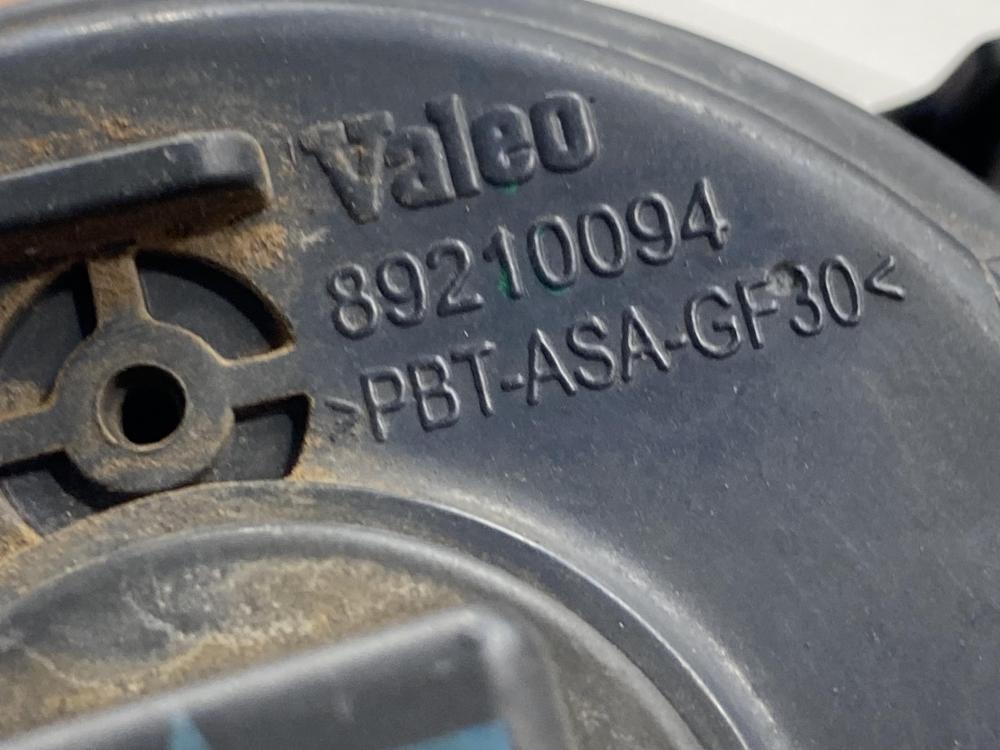 Valeo
89210094
>PBT-ASA-GF30<